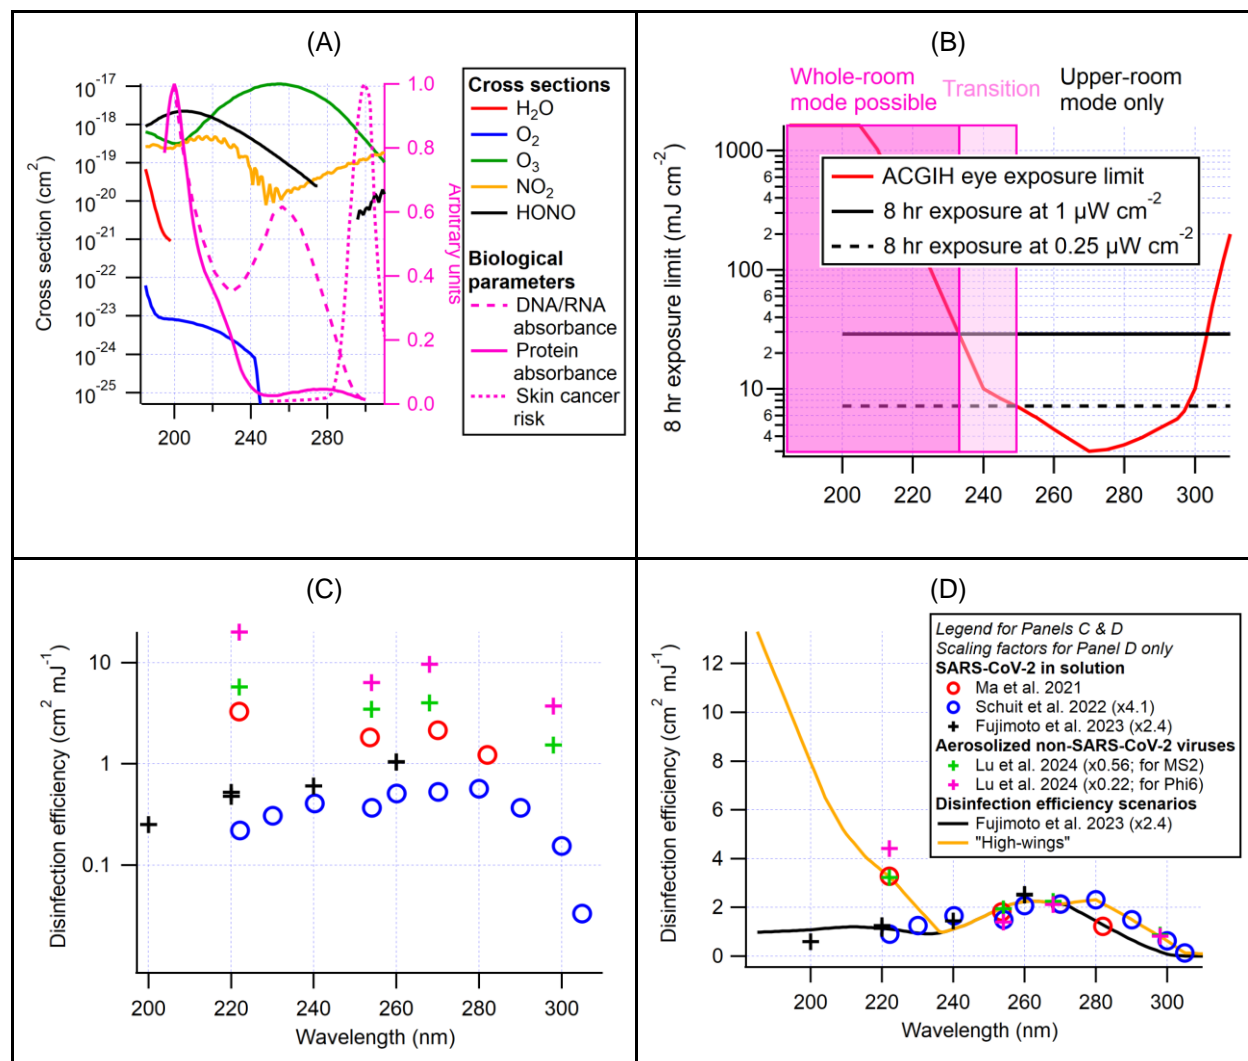 (A)
10-17
10-18
10-19
10-20
10-21
10-22
10-23
10-24
10-25
Cross section (cm2)
200
240
280
1.0
0.8
0.6
0.4
0.2
0.0
Arbitrary units
Cross sections
H2O
O2
O3
NO2
HONO
Biological
parameters
DNA/RNA
absorbance
Protein
absorbance
Skin cancer
risk
(B)
Whole-room
mode possible
Transition
Upper-room
mode only
8 hr exposure limit (mJ cm-2)
1000
4
2
100
6
4
2
10
8
6
4
ACGIH eye exposure limit
8 hr exposure at 1 µW cm-2
8 hr exposure at 0.25 µW cm-2
200
220
240
260
280
300
(C)
Disinfection efficiency (cm2 mJ-1)
10
1
0.1
200
220
240
260
280
300
Wavelength (nm)
(D)
Disinfection efficiency (cm2 mJ-1)
12
10
8
6
4
2
0
Legend for Panels C & D
Scaling factors for Panel D only
SARS-CoV-2 in solution
Ma et al. 2021
Schuit et al. 2022 (x4.1)
Fujimoto et al. 2023 (x2.4)
Aerosolized non-SARS-CoV-2 viruses
Lu et al. 2024 (x0.56; for MS2)
Lu et al. 2024 (x0.22; for Phi6)
Disinfection efficiency scenarios
Fujimoto et al. 2023 (x2.4)
"High-wings"
200
220
240
260
280
300
Wavelength (nm)